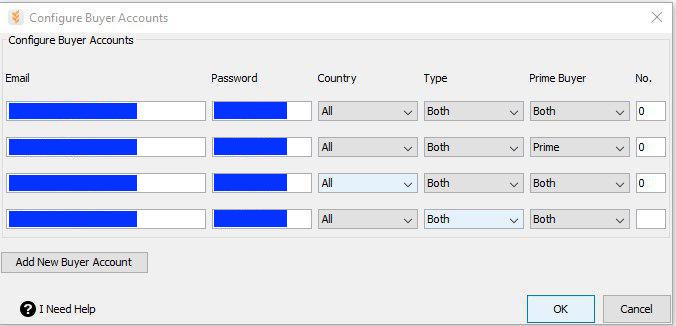 Configure Buyer Accounts
Configure Buyer Accounts
Email Password Country Type Prime Buyer No.
All Both Both 0
All Both Prime 0
All Both Both 0
All Both Both
Add New Buyer Account
? I Need Help OK Cancel